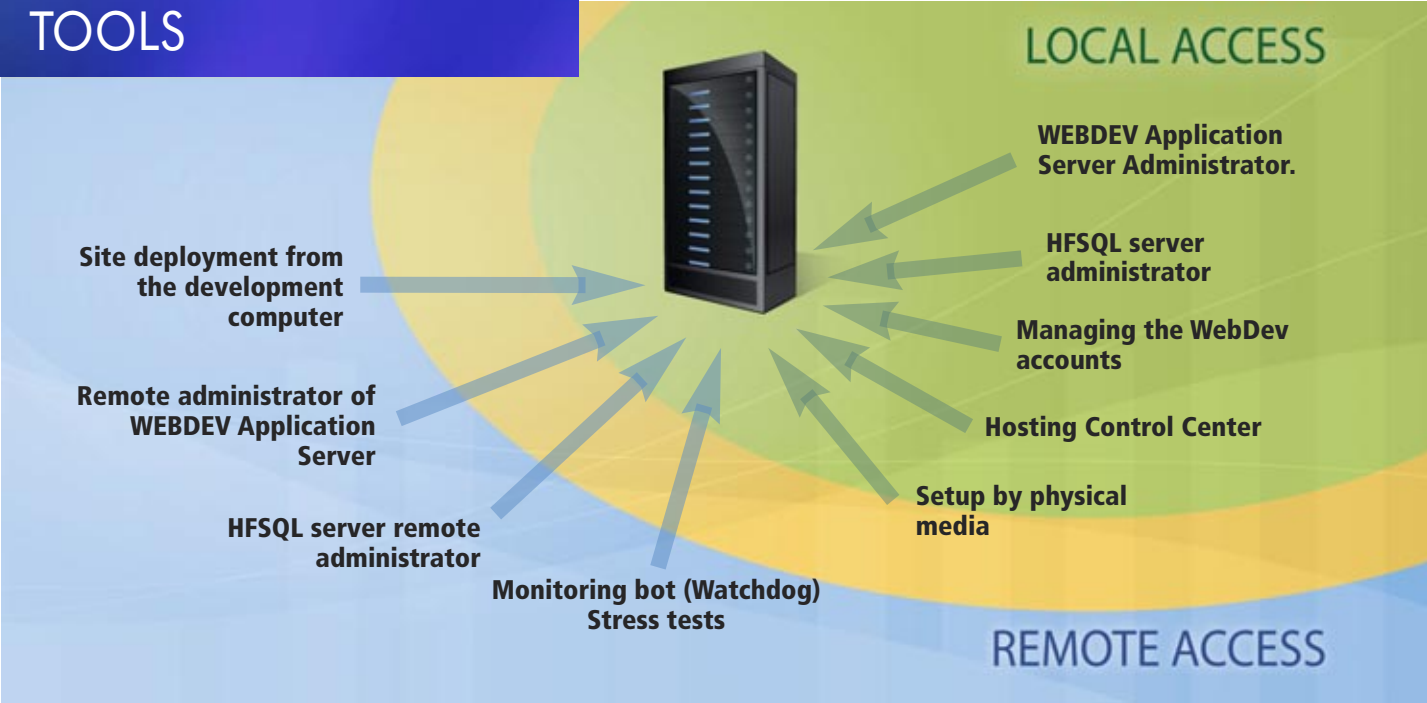 TOOLS
LOCAL ACCESS
WEBDEV Application
Server Administrator.
HFSQL server
administrator
Managing the WebDev
accounts
Hosting Control Center
Setup by physical
media
Site deployment from
the development
computer
Remote administrator of
WEBDEV Application
Server
HFSQL server remote
administrator
Monitoring bot (Watchdog)
Stress tests
REMOTE ACCESS